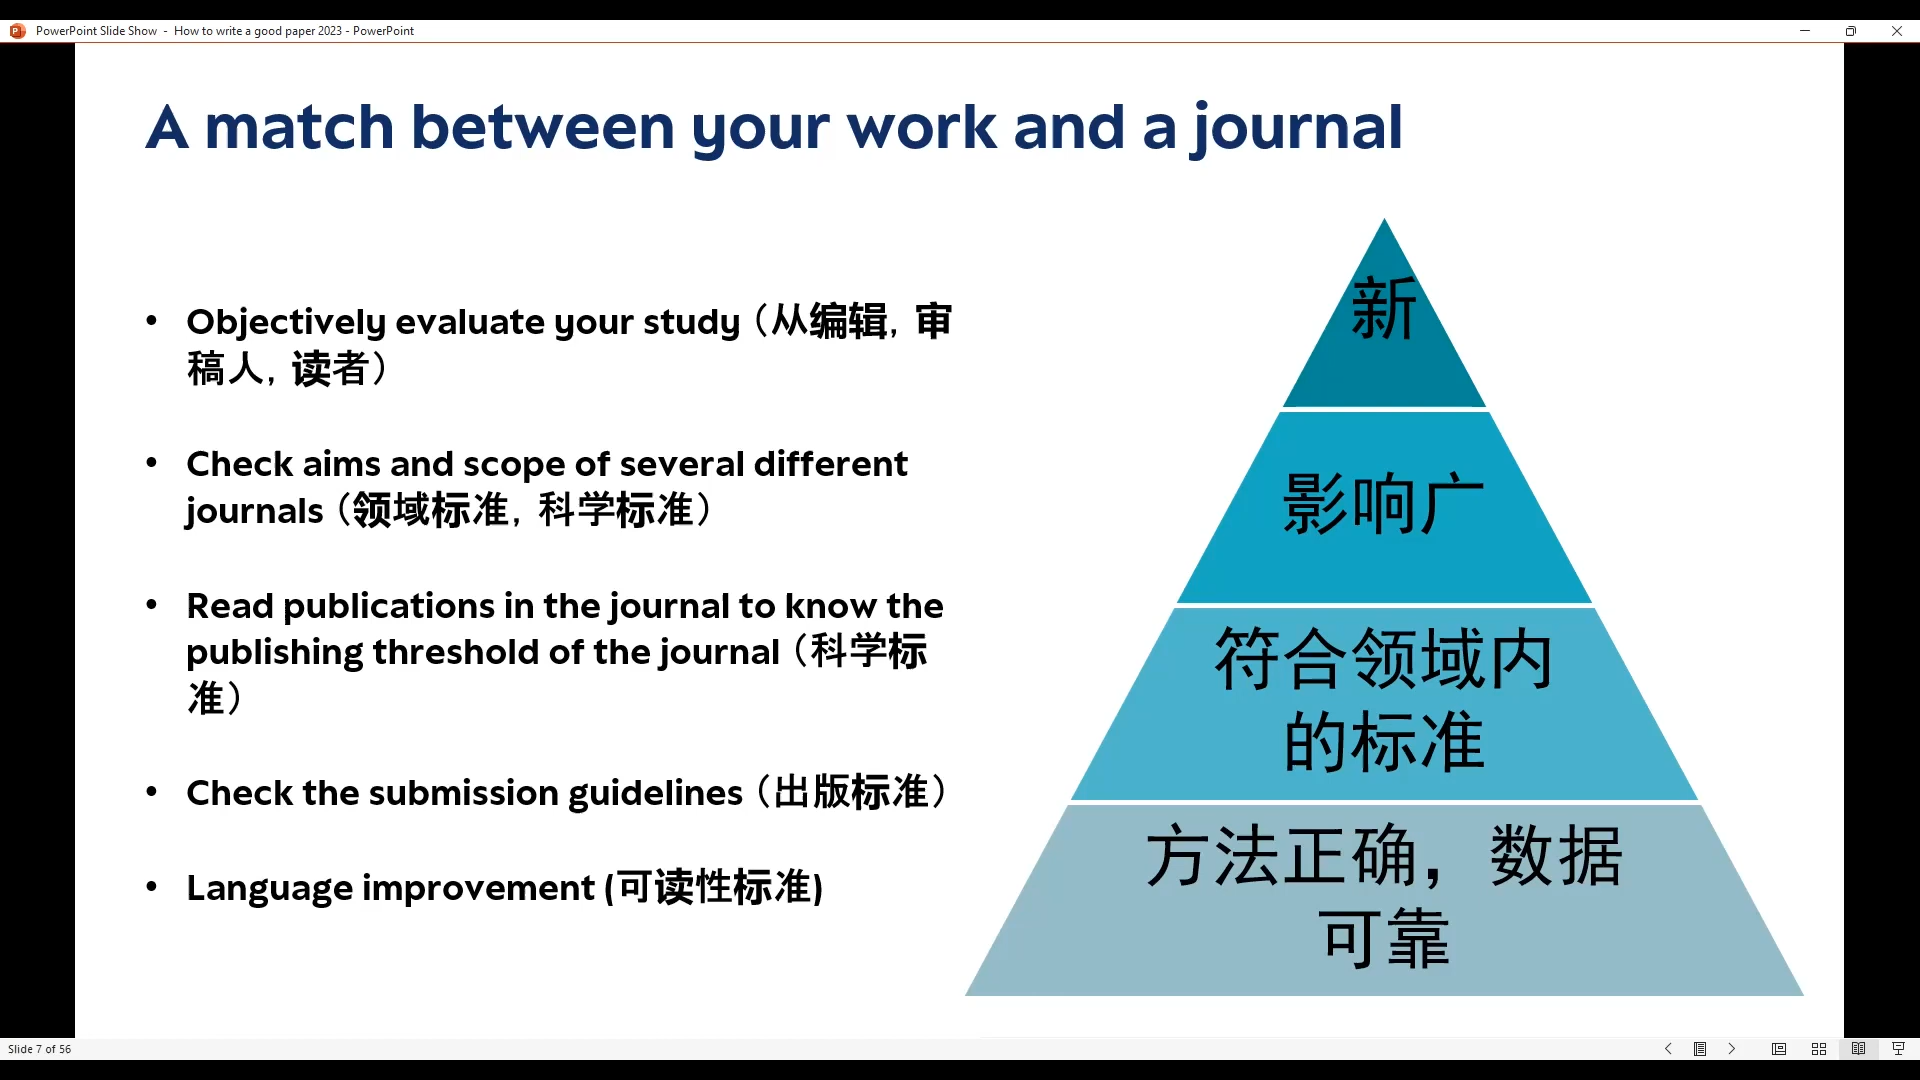 PowerPoint Slide Show - How to write a good paper 2023 - PowerPoint
A match between your work and a journal
• Objectively evaluate your study（从编辑，审
稿人，读者）
• Check aims and scope of several different
journals（领域标准，科学标准）
• Read publications in the journal to know the
publishing threshold of the journal（科学标
准）
• Check the submission guidelines（出版标准）
• Language improvement (可读性标准)
新
影响广
符合领域内
的标准
方法正确，数据
可靠
Slide 7 of 56